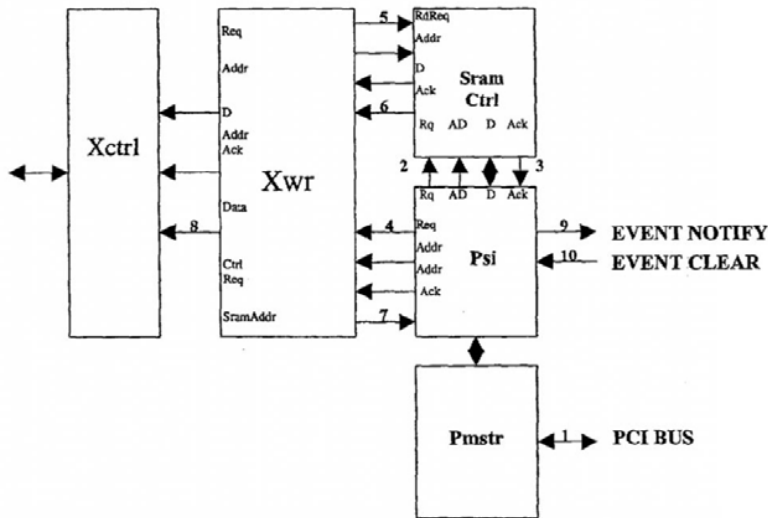 5
RdReq
Req
Addr
Addr
D
Sram
Ctrl
Ack
D
6
Rq AD D Ack
Addr
Ack
Xctrl
Xwr
2
3
Rq AD D Ack
Data
8
4
Req
9
EVENT NOTIFY
Addr
Psi
10
EVENT CLEAR
Ctrl
Addr
Req
Ack
SramAddr
7
Pmstr
1
PCI BUS